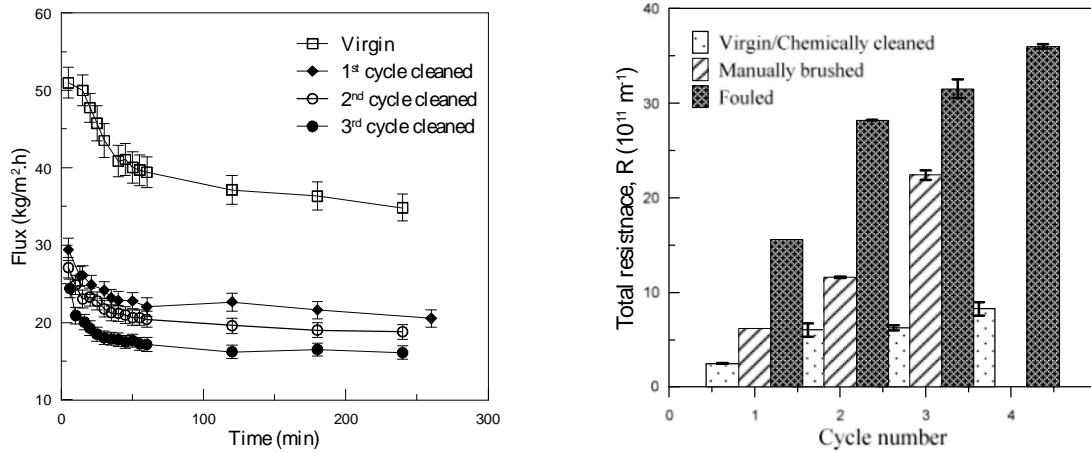 60
50
40
30
20
10
Flux (kg/m².h)
Virgin
1st cycle cleaned
2nd cycle cleaned
3rd cycle cleaned
0
100
200
300
Time (min)
40
30
20
10
0
Total resistnace, R (10¹¹ m⁻¹)
Virgin/Chemically cleaned
Manually brushed
Fouled
0
1
2
3
4
Cycle number